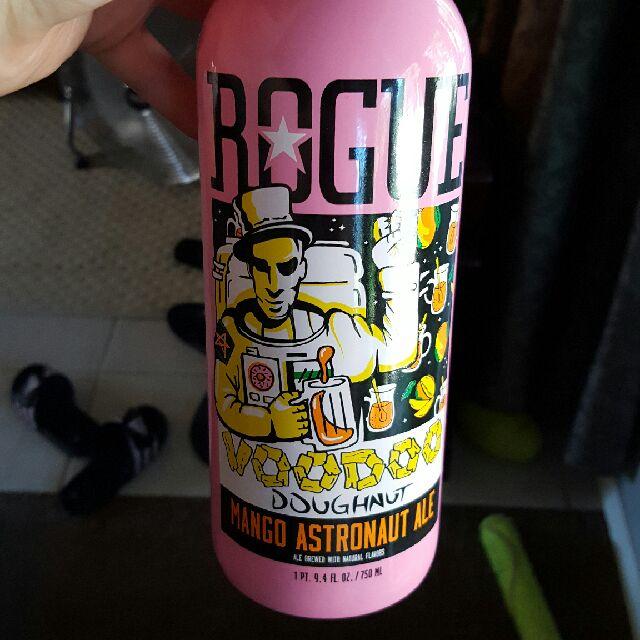 ROGUE
VOODOO
DOUGHNUT
MANGO ASTRONAUT ALE
ALE BREWED WITH NATURAL FLAVORS
1 PT. 9.4 FL. OZ. / 750 ML